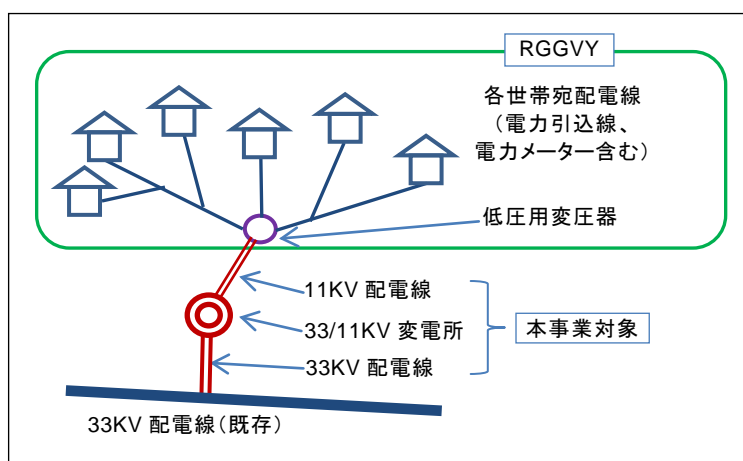 RGGVY
各世帯宛配電線
（電力引込線、
電力メーター含む）
低圧用変圧器
11KV 配電線
33/11KV 変電所
本事業対象
33KV 配電線
33KV 配電線（既存）